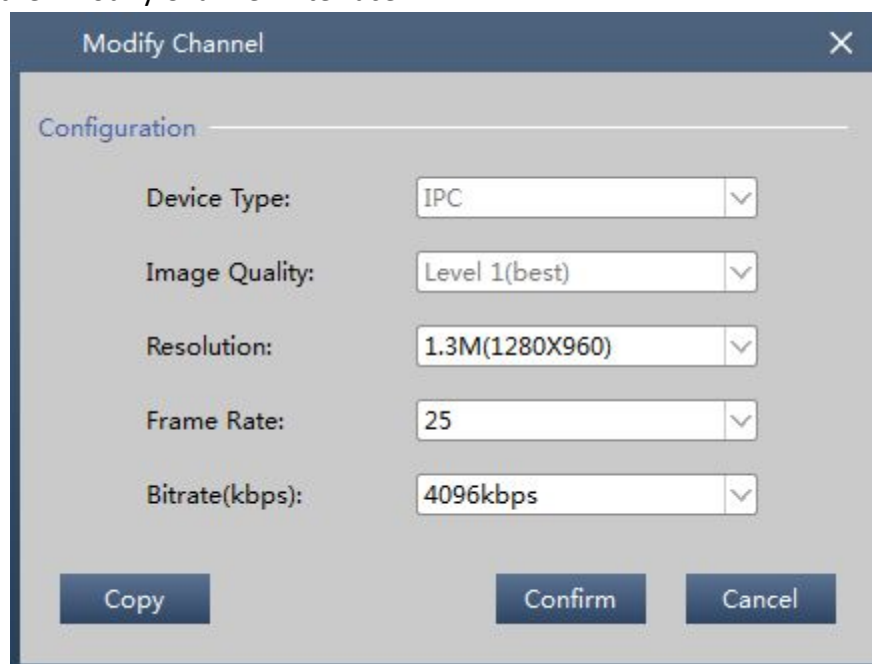 Modify Channel
Configuration
Device Type: IPC
Image Quality: Level 1(best)
Resolution: 1.3M(1280X960)
Frame Rate: 25
Bitrate(kbps): 4096kbps
Copy Confirm Cancel